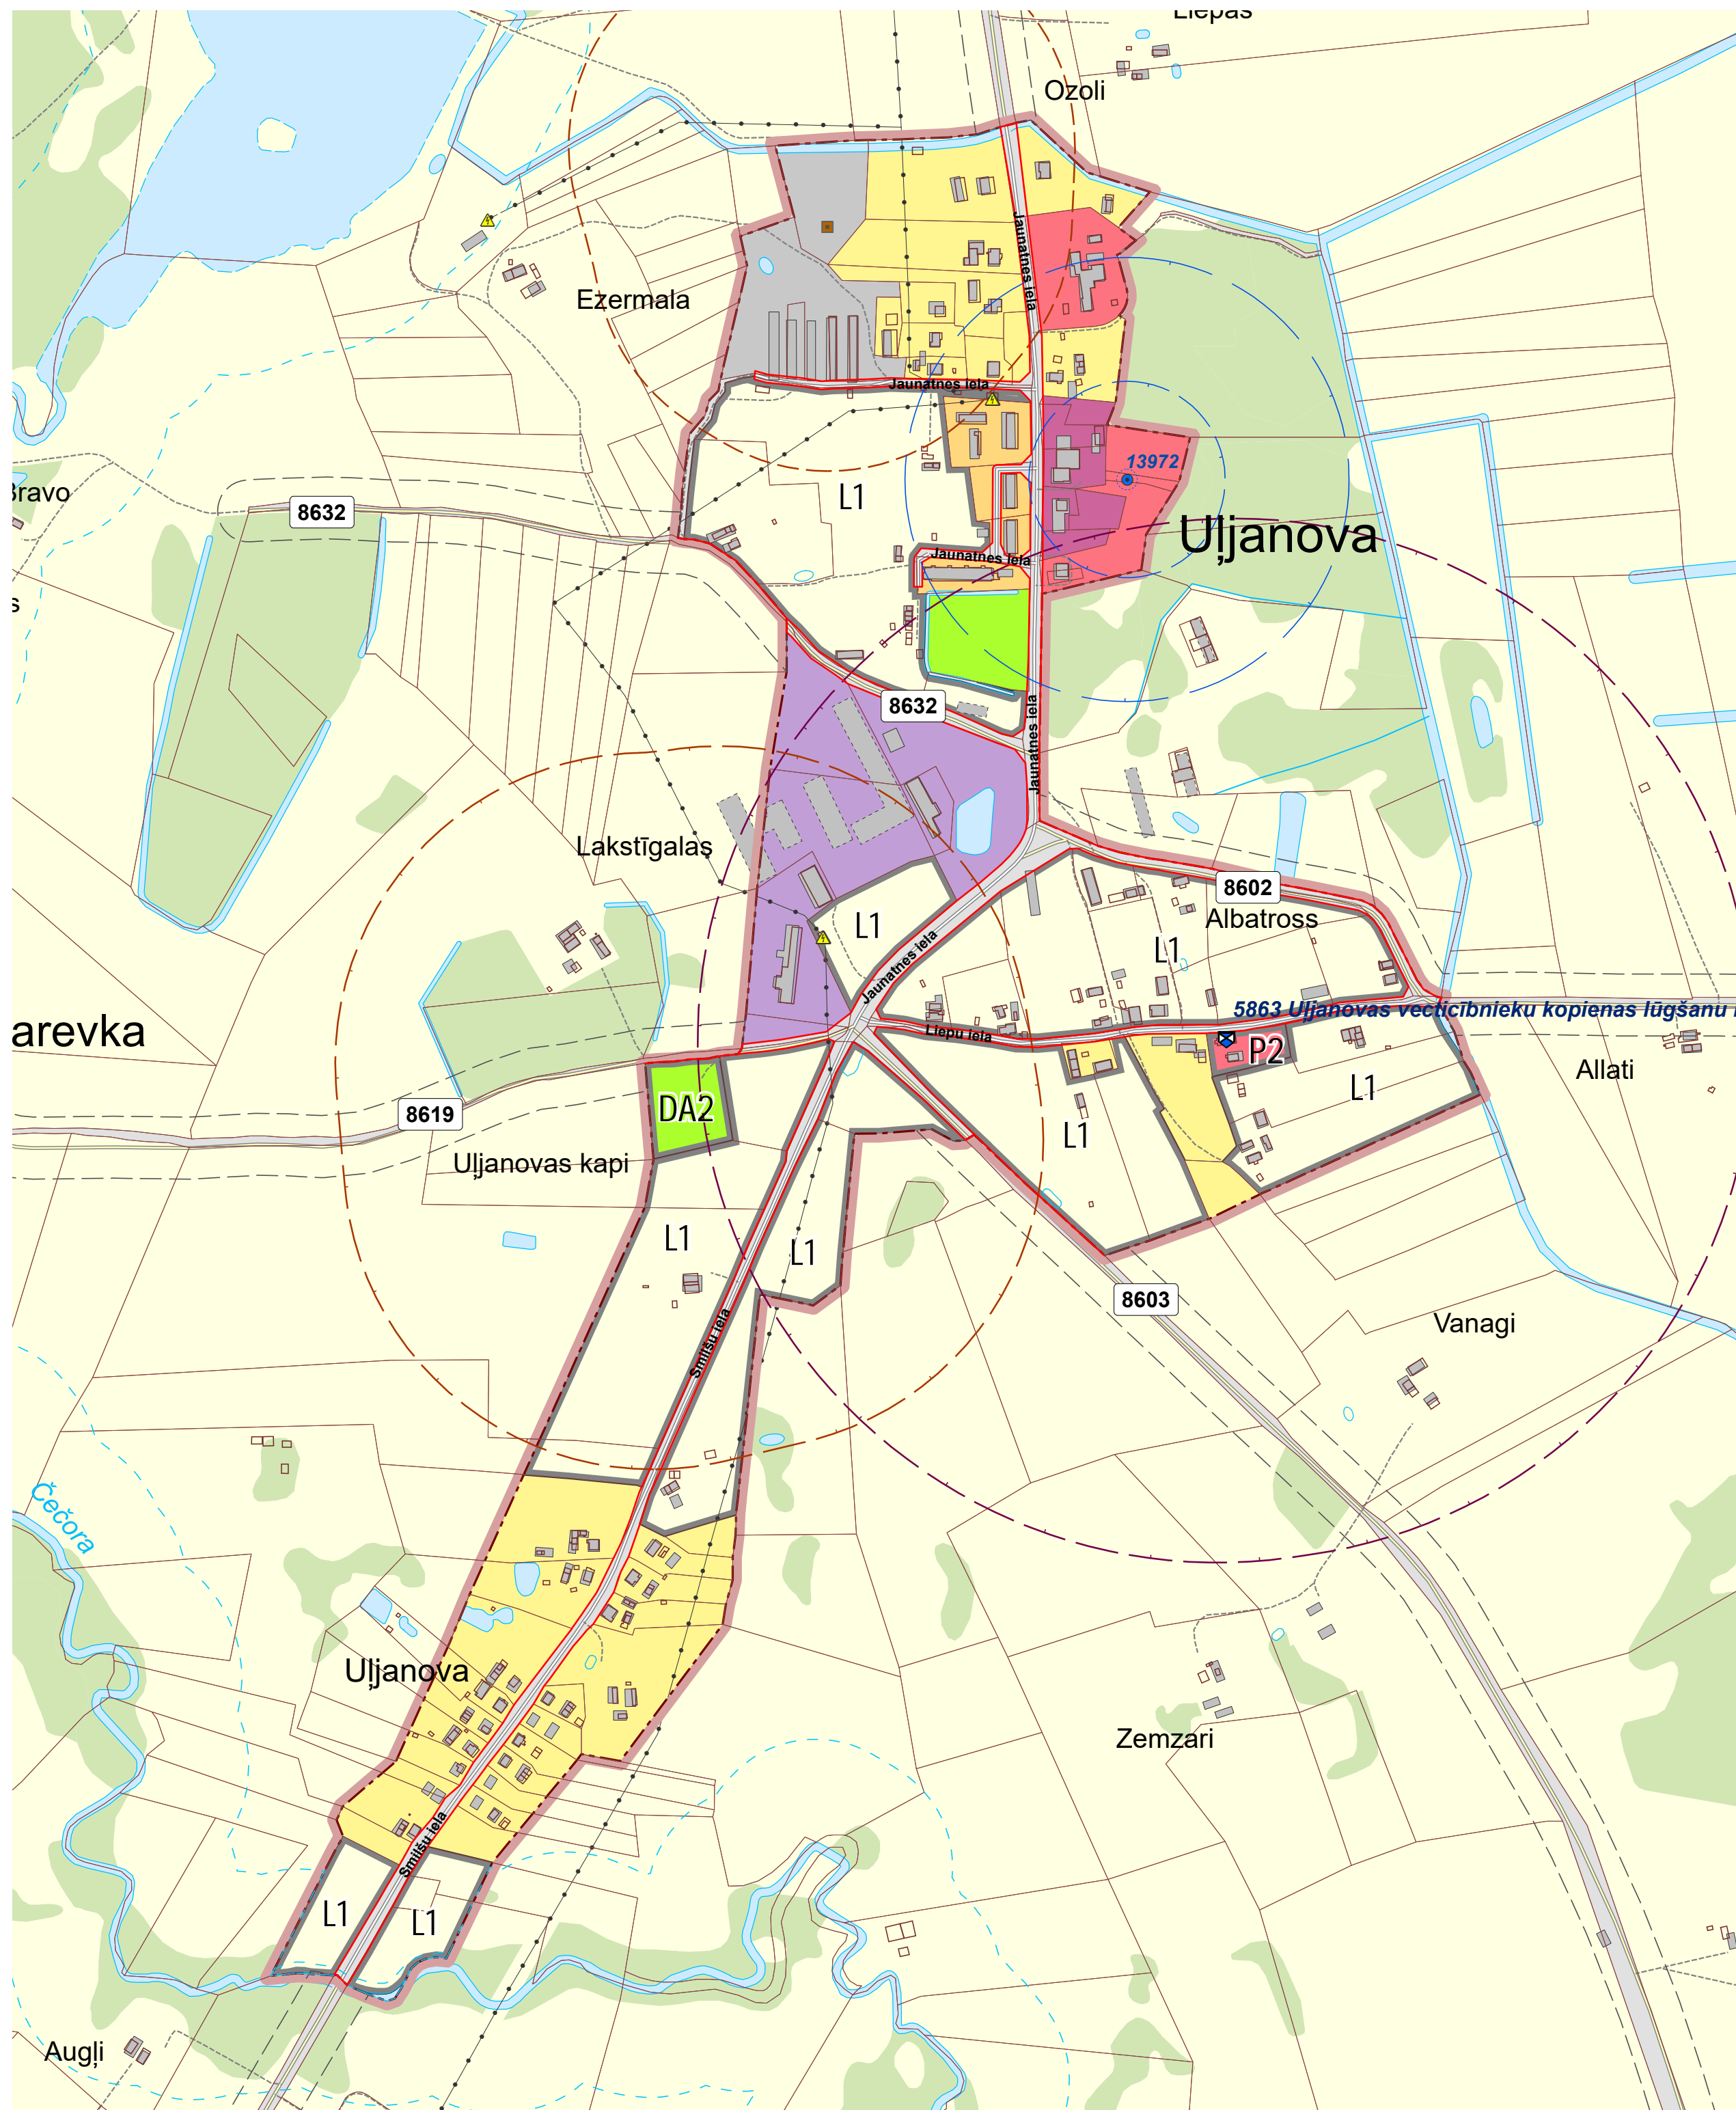 Liepas
Ozoli
Jaunatnes iela
Ezermala
Jaunatnes iela
13972
L1
8632
Uļjanova
Jaunatnes iela
8632
Jaunatnes iela
Lakstīgalas
8602
Albatross
L1
L1
Jaunatnes iela
5863 Uļjanovas vecticībnieku kopienas lūgšanu
arevka
Liepu iela
P2
Allati
DA2
8619
L1
L1
Uļjanovas kapi
L1
L1
8603
Vanagi
Smilšu iela
Čečora
Uļjanova
Zemzari
Smilšu iela
L1
L1
Augļi